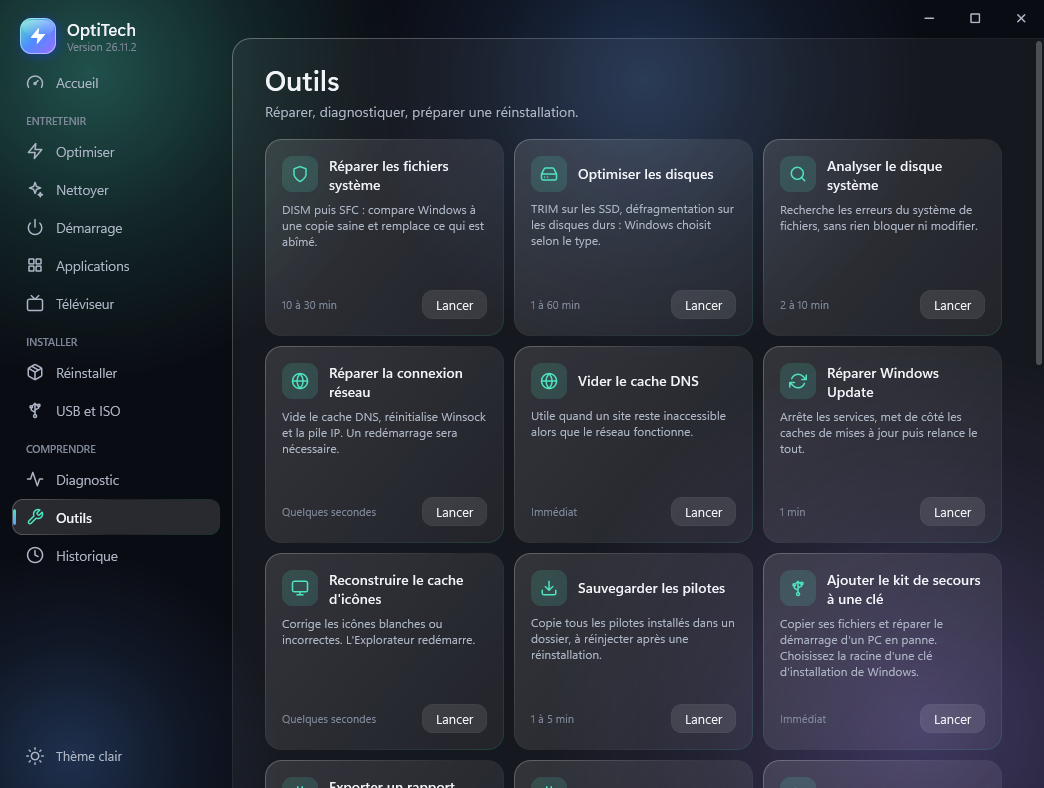 OptiTech
Version 26.11.2
Accueil
ENTRETENIR
Optimiser
Nettoyer
Démarrage
Applications
Téléviseur
INSTALLER
Réinstaller
USB et ISO
COMPRENDRE
Diagnostic
Outils
Historique
Thème clair
Outils
Réparer, diagnostiquer, préparer une réinstallation.
Réparer les fichiers
système
DISM puis SFC : compare Windows à
une copie saine et remplace ce qui est
abîmé.
10 à 30 min
Lancer
Optimiser les disques
TRIM sur les SSD, défragmentation sur
les disques durs : Windows choisit
selon le type.
1 à 60 min
Lancer
Analyser le disque
système
Recherche les erreurs du système de
fichiers, sans rien bloquer ni modifier.
2 à 10 min
Lancer
Réparer la connexion
réseau
Vide le cache DNS, réinitialise Winsock
et la pile IP. Un redémarrage sera
nécessaire.
Quelques secondes
Lancer
Vider le cache DNS
Utile quand un site reste inaccessible
alors que le réseau fonctionne.
Immédiat
Lancer
Réparer Windows
Update
Arrête les services, met de côté les
caches de mises à jour puis relance le
tout.
1 min
Lancer
Reconstruire le cache
d'icônes
Corrige les icônes blanches ou
incorrectes. L'Explorateur redémarre.
Quelques secondes
Lancer
Sauvegarder les pilotes
Copie tous les pilotes installés dans un
dossier, à réinjecter après une
réinstallation.
1 à 5 min
Lancer
Ajouter le kit de secours
à une clé
Copier ses fichiers et réparer le
démarrage d'un PC en panne.
Choisissez la racine d'une clé
d'installation de Windows.
Immédiat
Lancer
Exporter un rapport